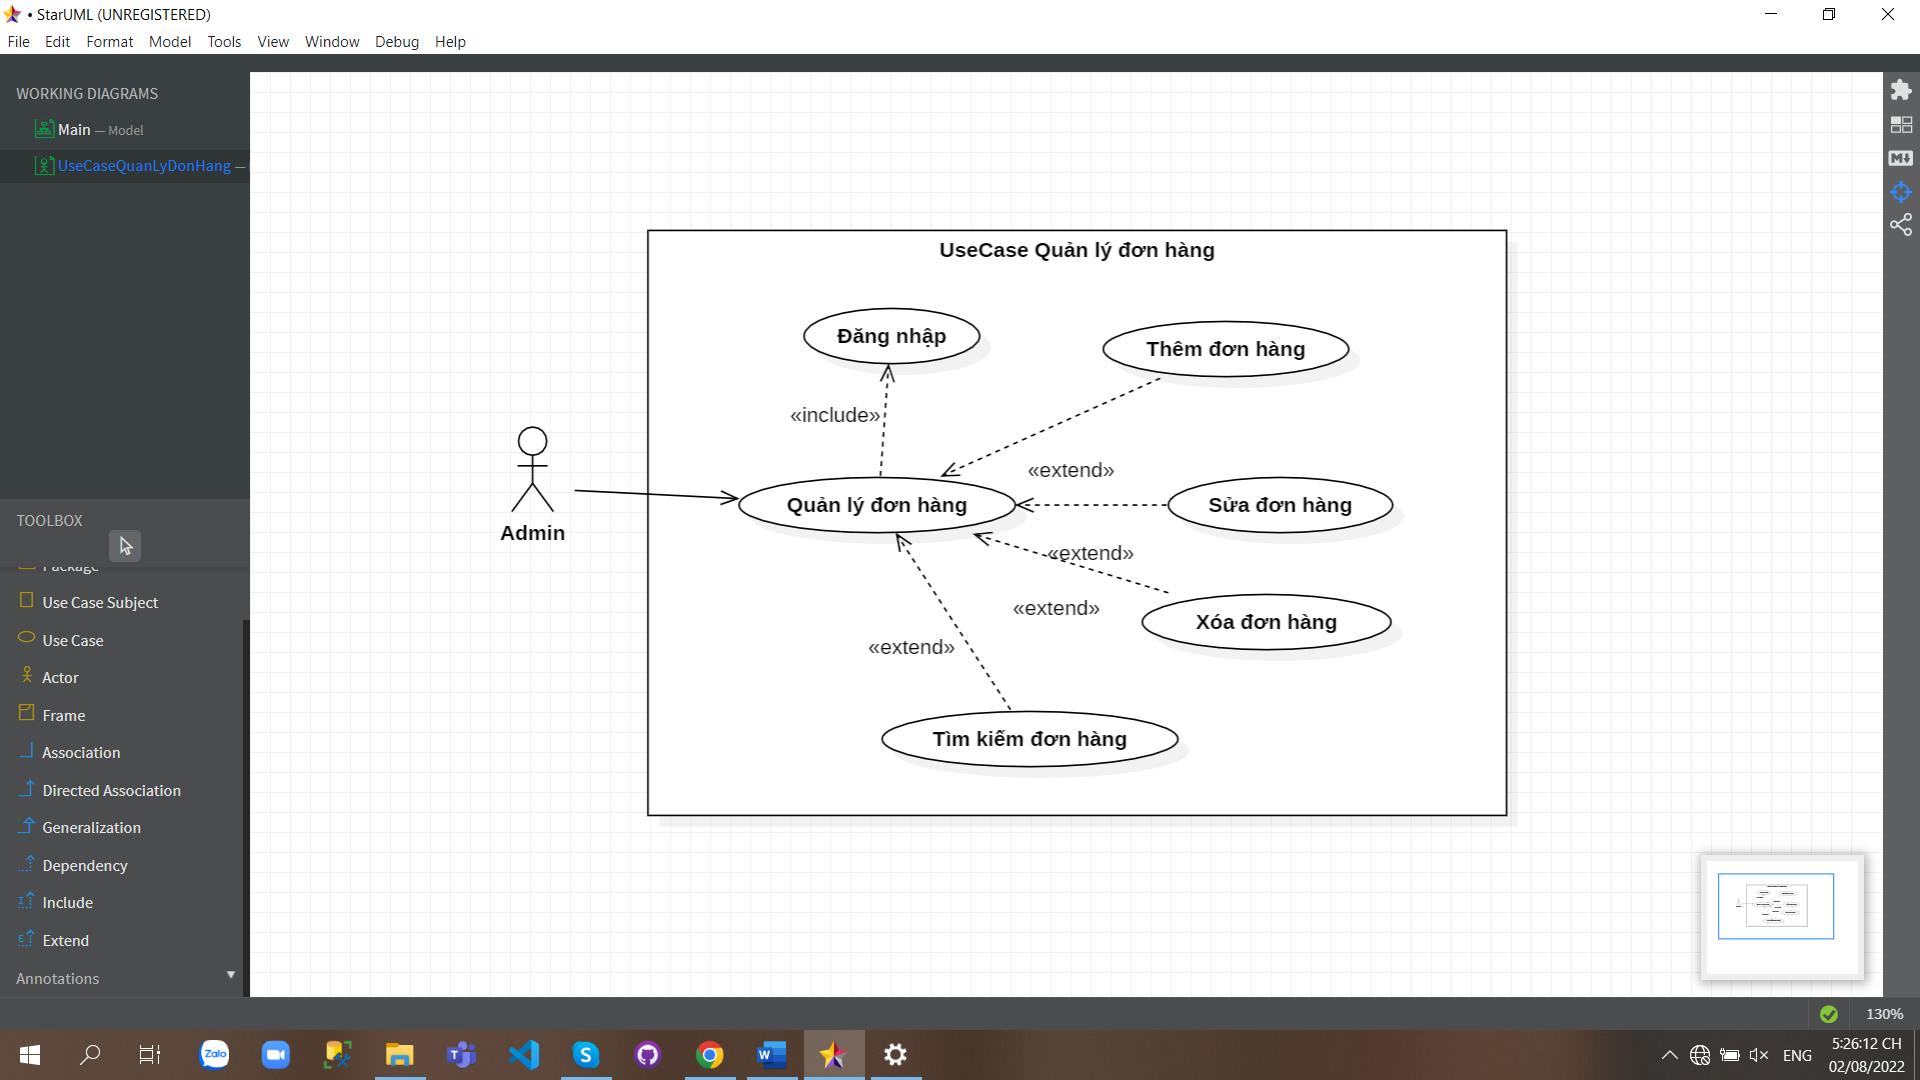 • StarUML (UNREGISTERED)
File Edit Format Model Tools View Window Debug Help
WORKING DIAGRAMS
Main — Model
UseCaseQuanLyDonHang —
TOOLBOX
Package
Use Case Subject
Use Case
Actor
Frame
Association
Directed Association
Generalization
Dependency
Include
Extend
Annotations
UseCase Quản lý đơn hàng
Đăng nhập
Thêm đơn hàng
«include»
Admin
«extend»
Quản lý đơn hàng
Sửa đơn hàng
«extend»
«extend»
Xóa đơn hàng
«extend»
Tìm kiếm đơn hàng
M↓
130%
Zalo
ENG
5:26:12 CH
02/08/2022